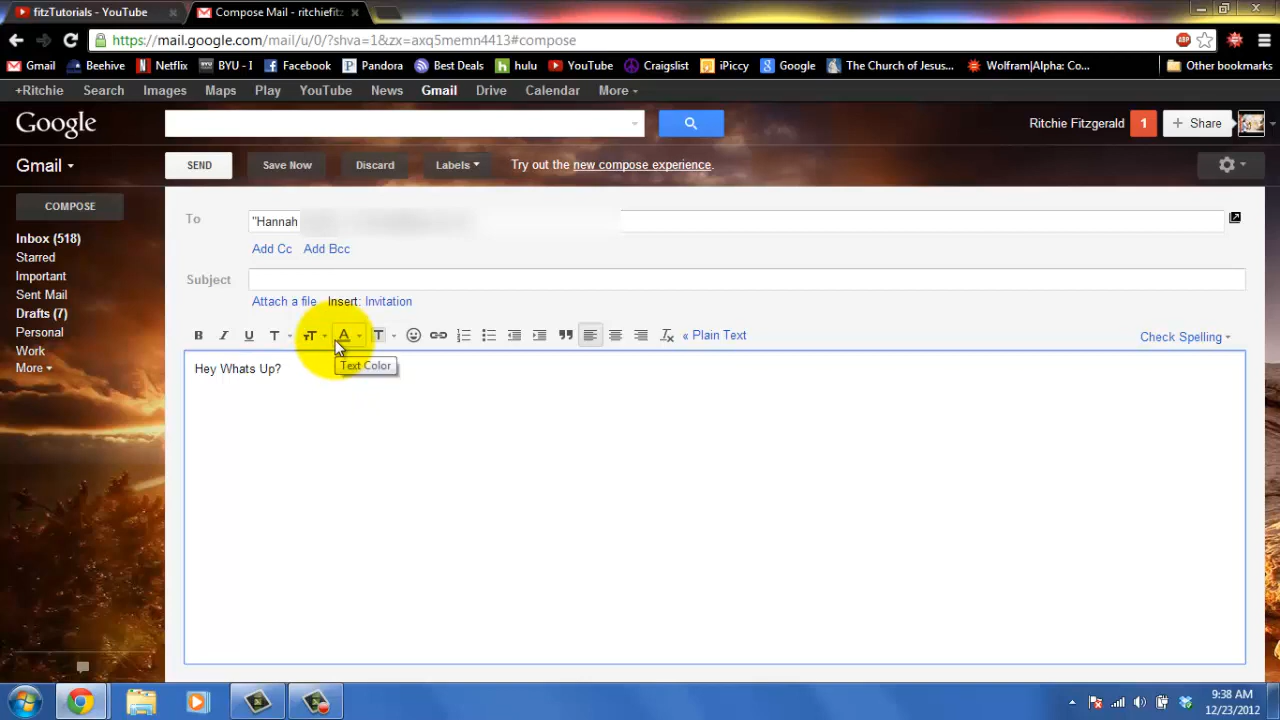 fitzTutorials - YouTube
Compose Mail - ritchiefitz
https://mail.google.com/mail/u/0/?shva=1&zx=axq5memn4413#compose
ABP
Gmail Beehive Netflix BYU - I Facebook Pandora Best Deals hulu YouTube Craigslist iPiccy Google The Church of Jesus... Wolfram|Alpha: Co... Other bookmarks
+Ritchie Search Images Maps Play YouTube News Gmail Drive Calendar More
Google
Ritchie Fitzgerald 1 + Share
Gmail
SEND Save Now Discard Labels Try out the new compose experience.
COMPOSE
Inbox (518)
Starred
Important
Sent Mail
Drafts (7)
Personal
Work
More
To "Hannah
Add Cc Add Bcc
Subject
Attach a file Insert: Invitation
B I U T TT A T « Plain Text Check Spelling
Text Color
Hey Whats Up?
9:38 AM
12/23/2012